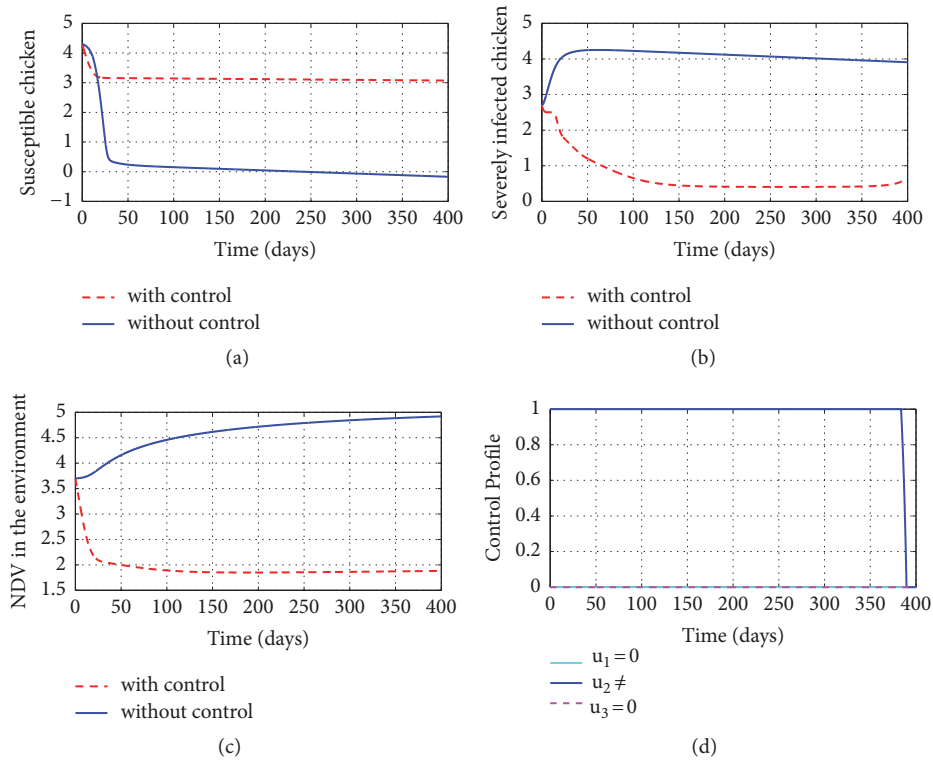 5
4
3
2
1
0
−1
Susceptible chicken
0 50 100 150 200 250 300 350 400
Time (days)
with control
without control
(a)
5
4
3
2
1
0
Severely infected chicken
0 50 100 150 200 250 300 350 400
Time (days)
with control
without control
(b)
5
4.5
4
3.5
3
2.5
2
1.5
NDV in the environment
0 50 100 150 200 250 300 350 400
Time (days)
with control
without control
(c)
1
0.8
0.6
0.4
0.2
0
Control Profile
0 50 100 150 200 250 300 350 400
Time (days)
u₁ = 0
u₂ ≠
u₃ = 0
(d)